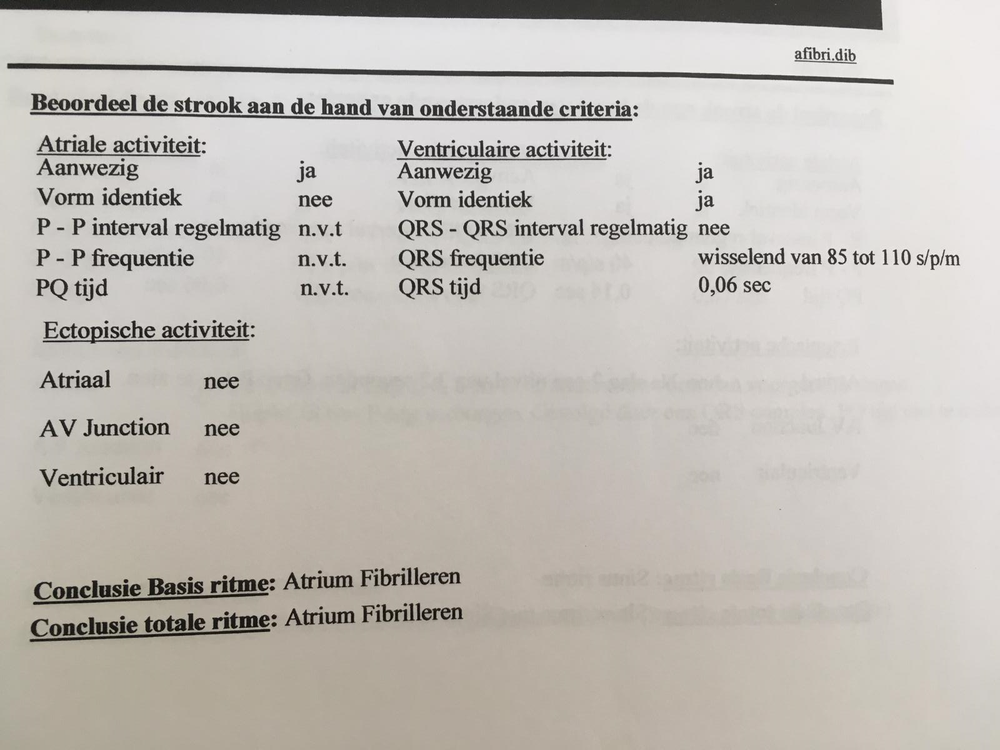 afibri.dib
Beoordeel de strook aan de hand van onderstaande criteria:
Atriale activiteit: Ventriculaire activiteit:
Aanwezig ja Aanwezig ja
Vorm identiek nee Vorm identiek ja
P - P interval regelmatig n.v.t QRS - QRS interval regelmatig nee
P - P frequentie n.v.t. QRS frequentie wisselend van 85 tot 110 s/p/m
PQ tijd n.v.t. QRS tijd 0,06 sec
Ectopische activiteit:
Atriaal nee
AV Junction nee
Ventriculair nee
Conclusie Basis ritme: Atrium Fibrilleren
Conclusie totale ritme: Atrium Fibrilleren